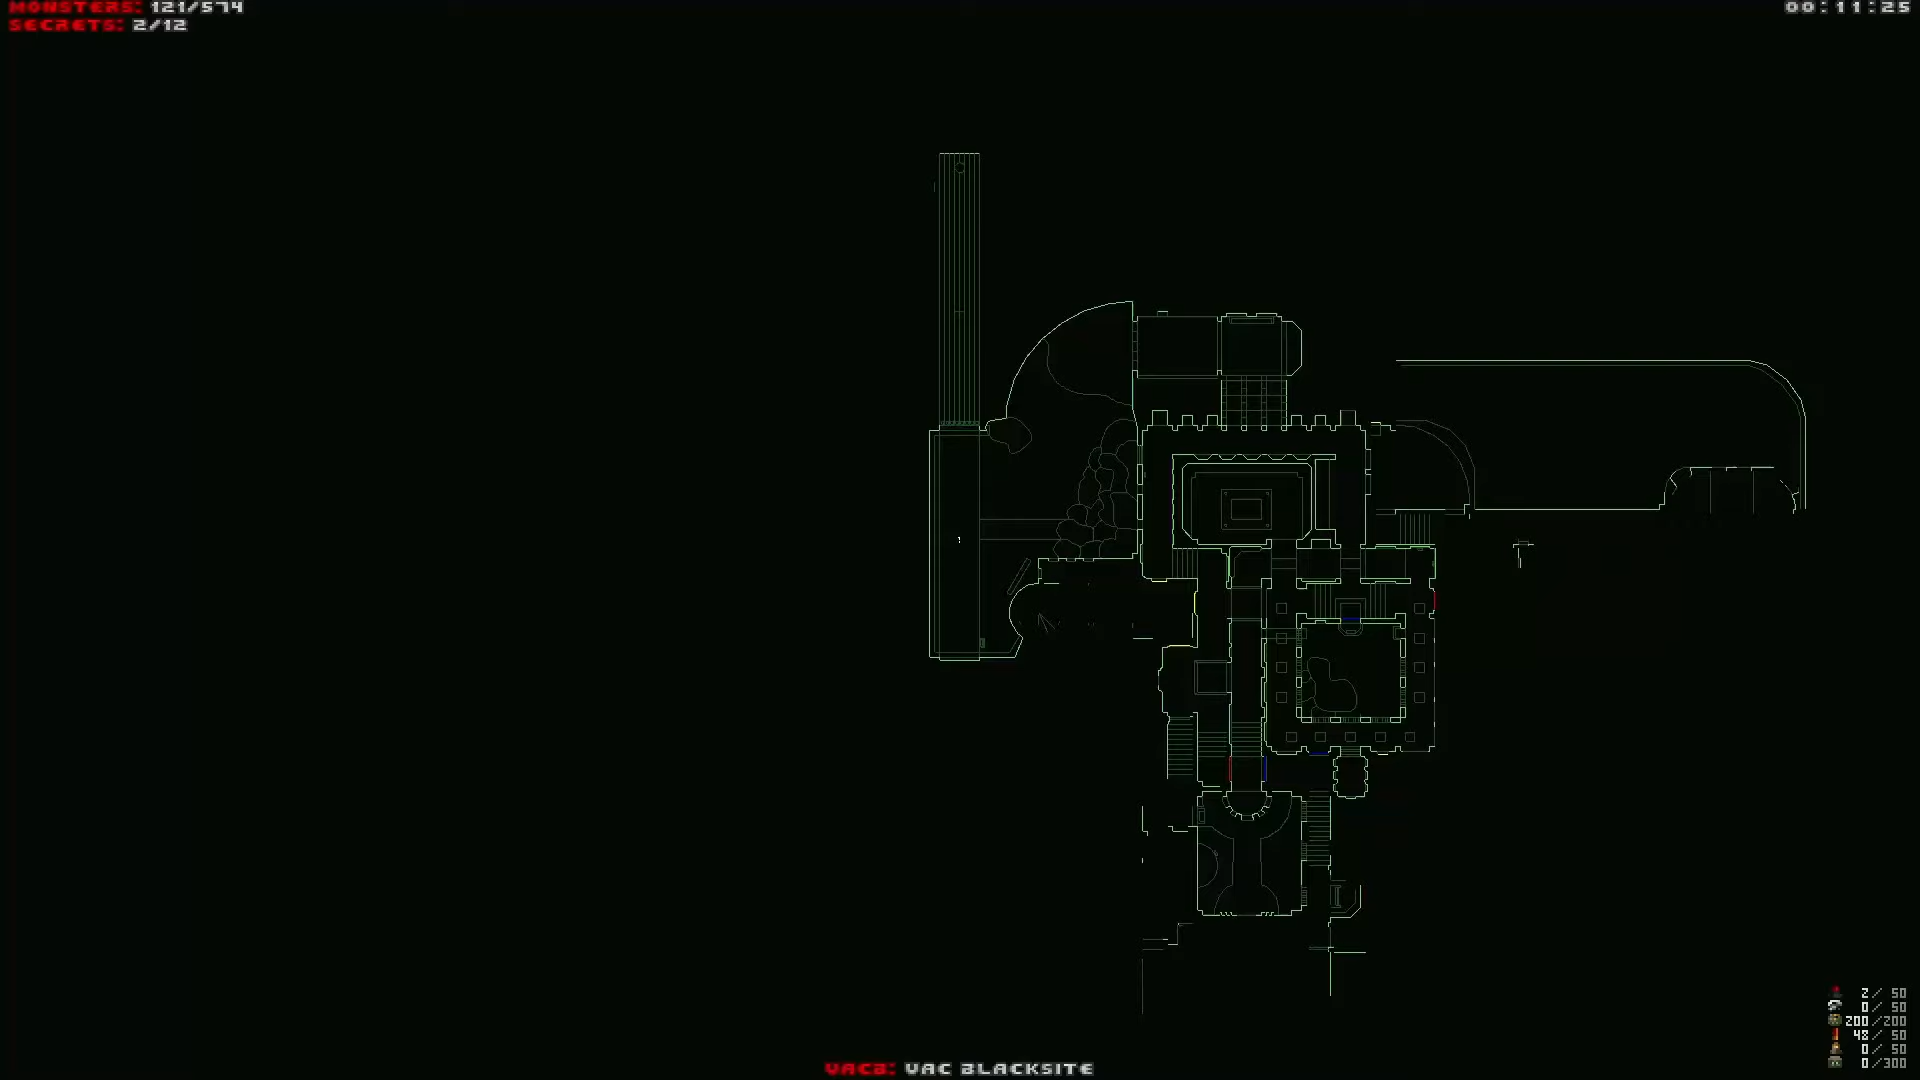 MONSTERS: 121/574
00:11:25
SECRETS: 2/12
2/ 50
0/ 50
200/200
48/ 50
0/ 50
0/300
VACB: VAC BLACKSITE